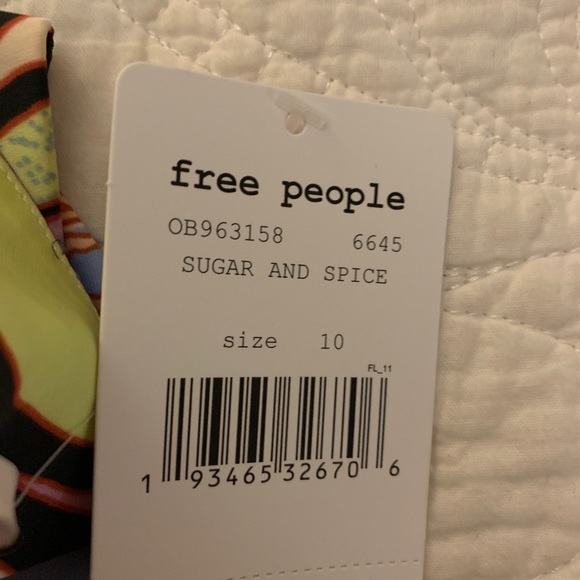 free people
OB963158 6645
SUGAR AND SPICE
size 10
FL_11
1 93465 32670 6